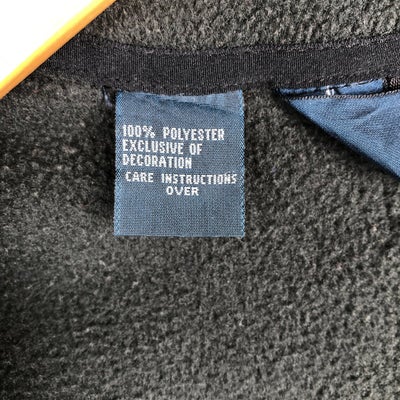 100% POLYESTER
EXCLUSIVE OF
DECORATION
CARE INSTRUCTIONS
OVER